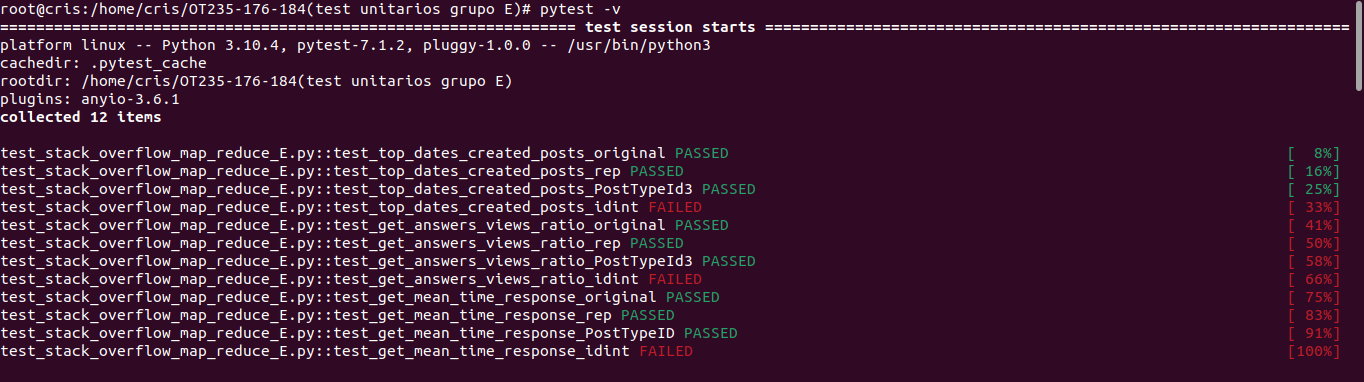 root@cris:/home/cris/OT235-176-184(test unitarios grupo E)# pytest -v
================================================================ test session starts =================================================================
platform linux -- Python 3.10.4, pytest-7.1.2, pluggy-1.0.0 -- /usr/bin/python3
cachedir: .pytest_cache
rootdir: /home/cris/OT235-176-184(test unitarios grupo E)
plugins: anyio-3.6.1
collected 12 items
test_stack_overflow_map_reduce_E.py::test_top_dates_created_posts_original PASSED [  8%]
test_stack_overflow_map_reduce_E.py::test_top_dates_created_posts_rep PASSED [ 16%]
test_stack_overflow_map_reduce_E.py::test_top_dates_created_posts_PostTypeId3 PASSED [ 25%]
test_stack_overflow_map_reduce_E.py::test_top_dates_created_posts_idint FAILED [ 33%]
test_stack_overflow_map_reduce_E.py::test_get_answers_views_ratio_original PASSED [ 41%]
test_stack_overflow_map_reduce_E.py::test_get_answers_views_ratio_rep PASSED [ 50%]
test_stack_overflow_map_reduce_E.py::test_get_answers_views_ratio_PostTypeId3 PASSED [ 58%]
test_stack_overflow_map_reduce_E.py::test_get_answers_views_ratio_idint FAILED [ 66%]
test_stack_overflow_map_reduce_E.py::test_get_mean_time_response_original PASSED [ 75%]
test_stack_overflow_map_reduce_E.py::test_get_mean_time_response_rep PASSED [ 83%]
test_stack_overflow_map_reduce_E.py::test_get_mean_time_response_PostTypeID PASSED [ 91%]
test_stack_overflow_map_reduce_E.py::test_get_mean_time_response_idint FAILED [100%]